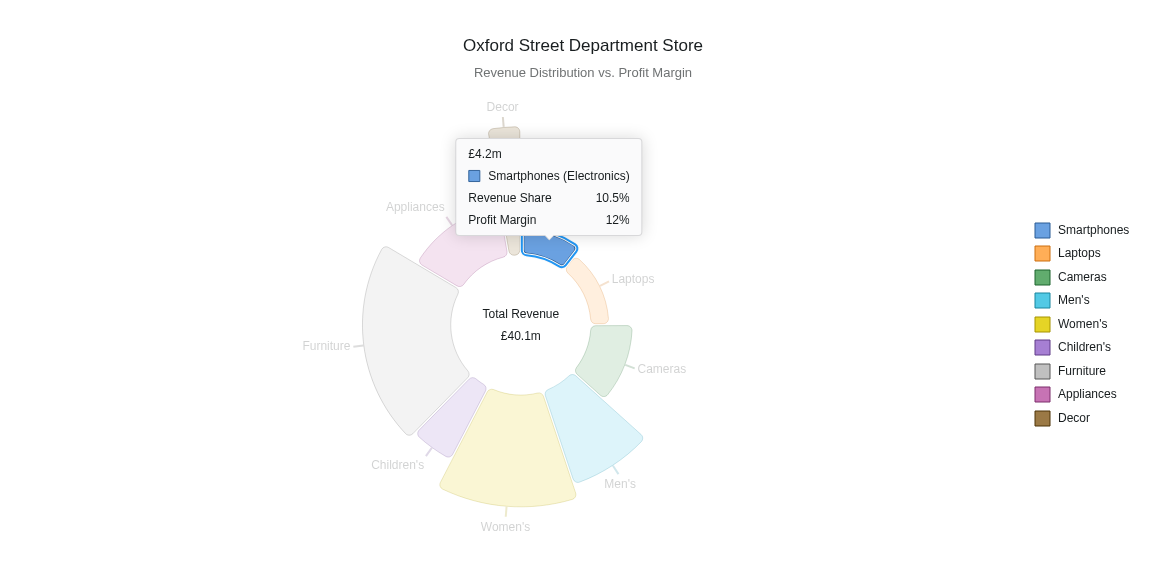 Oxford Street Department Store
Revenue Distribution vs. Profit Margin
Decor
£4.2m
Smartphones (Electronics)
Revenue Share 10.5%
Profit Margin 12%
Appliances
Laptops
Total Revenue
£40.1m
Furniture
Cameras
Children's
Men's
Women's
Smartphones
Laptops
Cameras
Men's
Women's
Children's
Furniture
Appliances
Decor